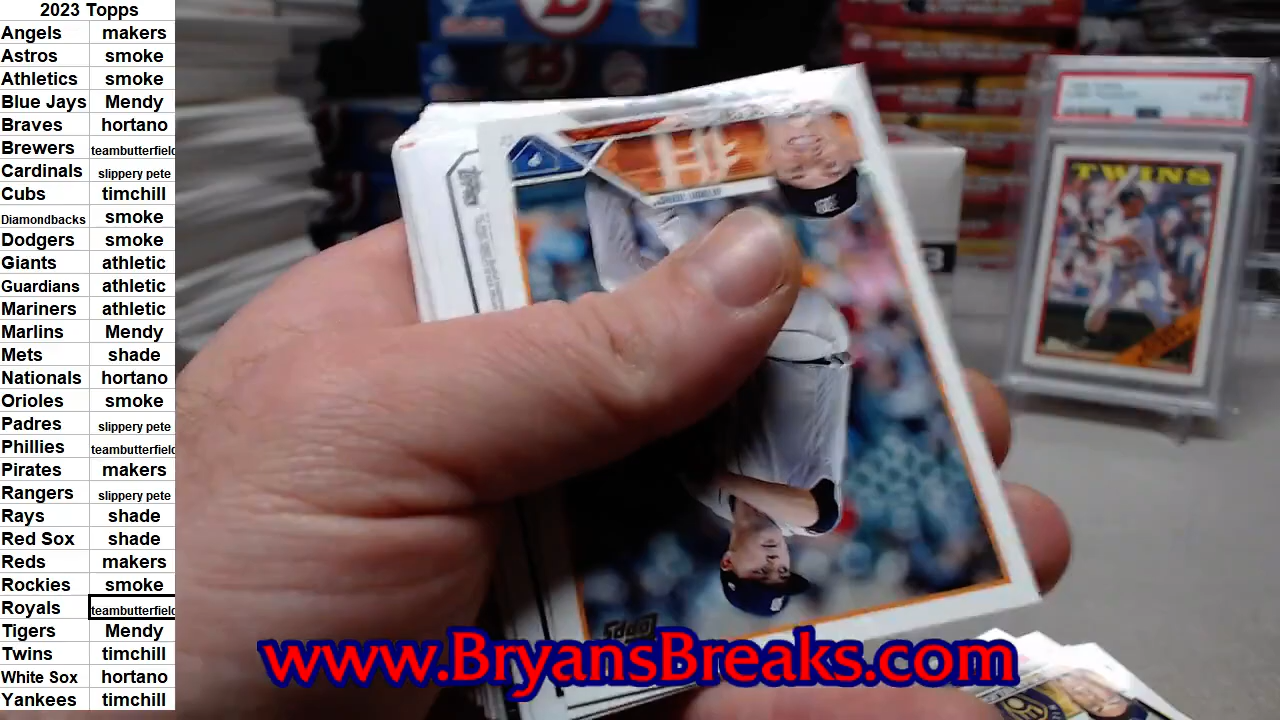 2023 Topps
Angels makers
Astros smoke
Athletics smoke
Blue Jays Mendy
Braves hortano
Brewers teambutterfield
Cardinals slippery pete
Cubs timchill
Diamondbacks smoke
Dodgers smoke
Giants athletic
Guardians athletic
Mariners athletic
Marlins Mendy
Mets shade
Nationals hortano
Orioles smoke
Padres slippery pete
Phillies teambutterfield
Pirates makers
Rangers slippery pete
Rays shade
Red Sox shade
Reds makers
Rockies smoke
Royals teambutterfield
Tigers Mendy
Twins timchill
White Sox hortano
Yankees timchill
TWINS
Topps
www.BryansBreaks.com